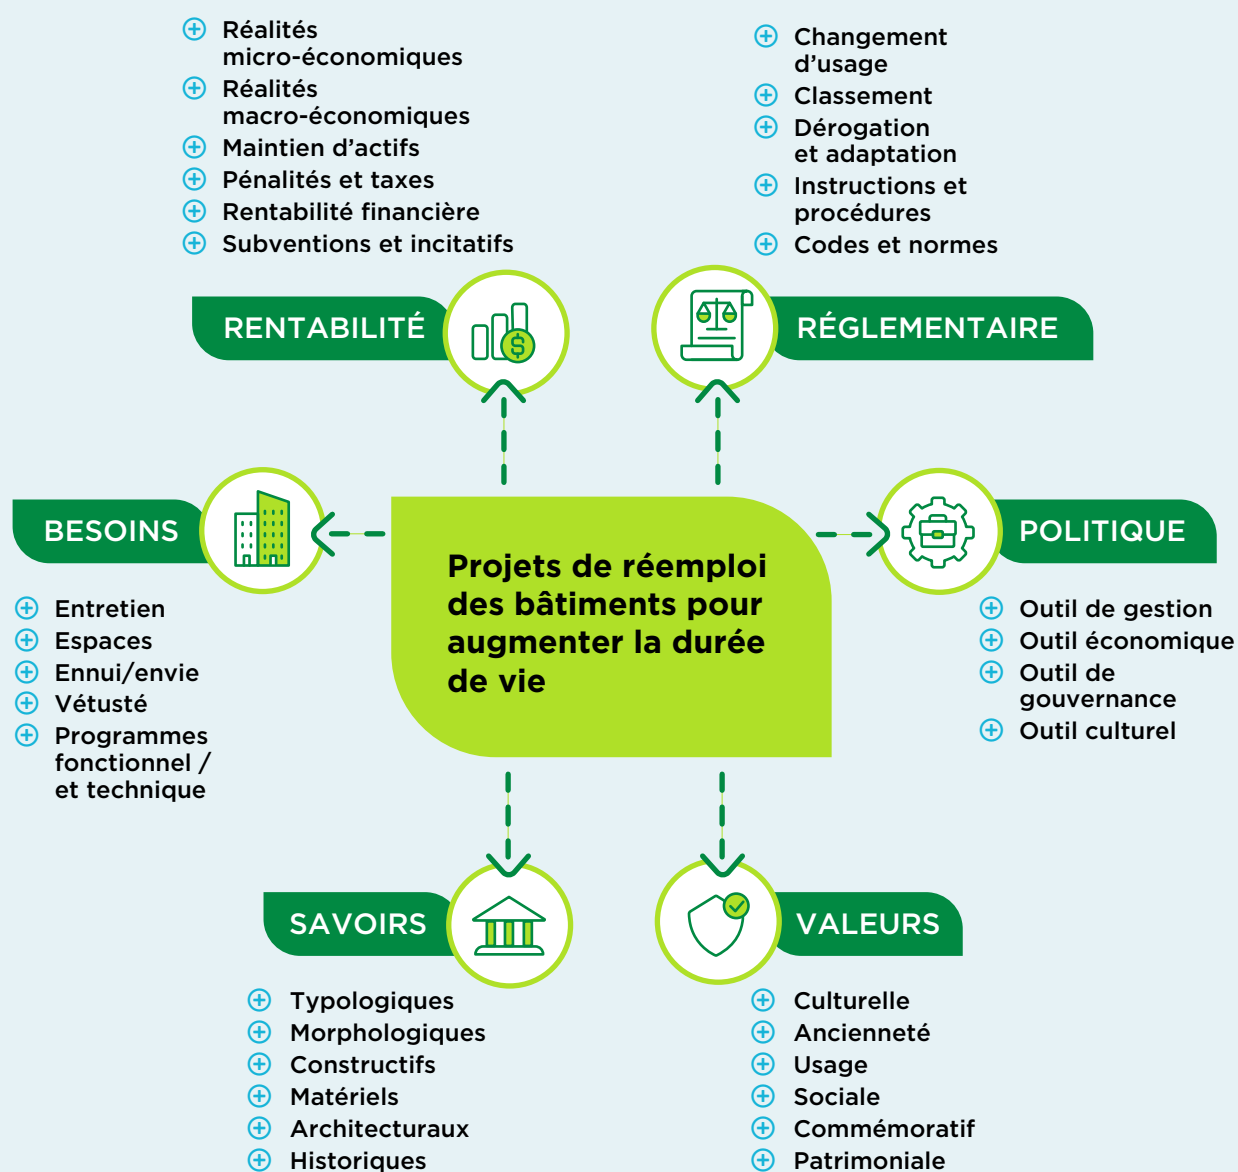 Réalités
micro-économiques
Réalités
macro-économiques
Maintien d’actifs
Pénalités et taxes
Rentabilité financière
Subventions et incitatifs
RENTABILITÉ
Changement
d’usage
Classement
Dérogation
et adaptation
Instructions et
procédures
Codes et normes
RÉGLEMENTAIRE
BESOINS
Entretien
Espaces
Ennui/envie
Vétusté
Programmes
fonctionnel /
et technique
Projets de réemploi
des bâtiments pour
augmenter la durée
de vie
POLITIQUE
Outil de gestion
Outil économique
Outil de
gouvernance
Outil culturel
SAVOIRS
Typologiques
Morphologiques
Constructifs
Matériels
Architecturaux
Historiques
VALEURS
Culturelle
Ancienneté
Usage
Sociale
Commémoratif
Patrimoniale